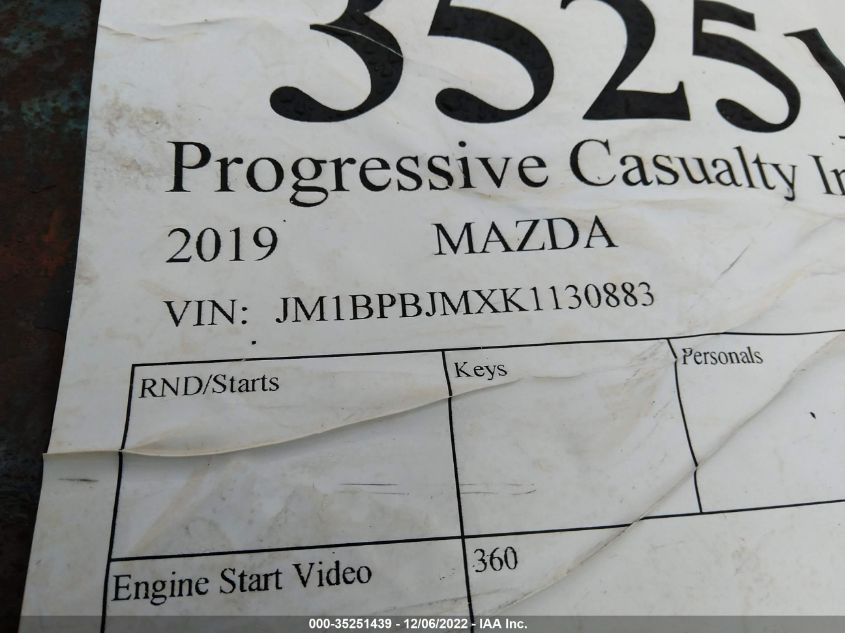 3525
Progressive Casualty
2019 MAZDA
VIN: JM1BPBJMXK1130883
RND/Starts Keys Personals
Engine Start Video 360
000-35251439 - 12/06/2022 - IAA Inc.